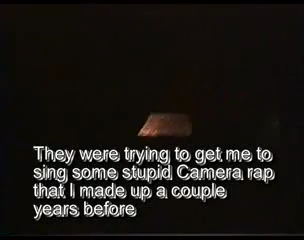 They were trying to get me to
sing some stupid Camera rap
that I made up a couple
years before